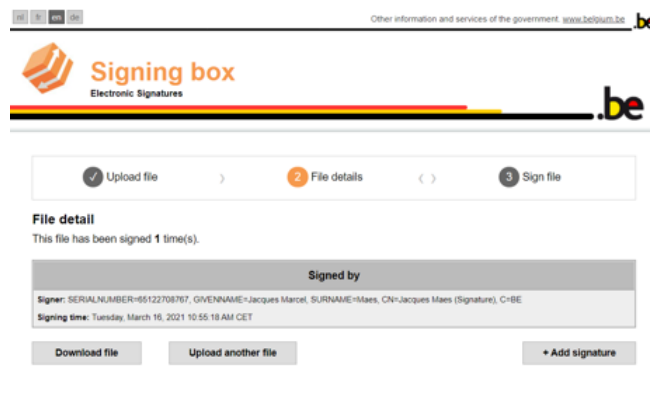 nl fr en de
Other information and services of the government. www.belgium.be
.be
Signing box
Electronic Signatures
.be
Upload file
2 File details
3 Sign file
File detail
This file has been signed 1 time(s).
Signed by
Signer: SERIALNUMBER=65122708767, GIVENNAME=Jacques Marcel, SURNAME=Maes, CN=Jacques Maes (Signature), C=BE
Signing time: Tuesday, March 16, 2021 10:55:18 AM CET
Download file
Upload another file
+ Add signature